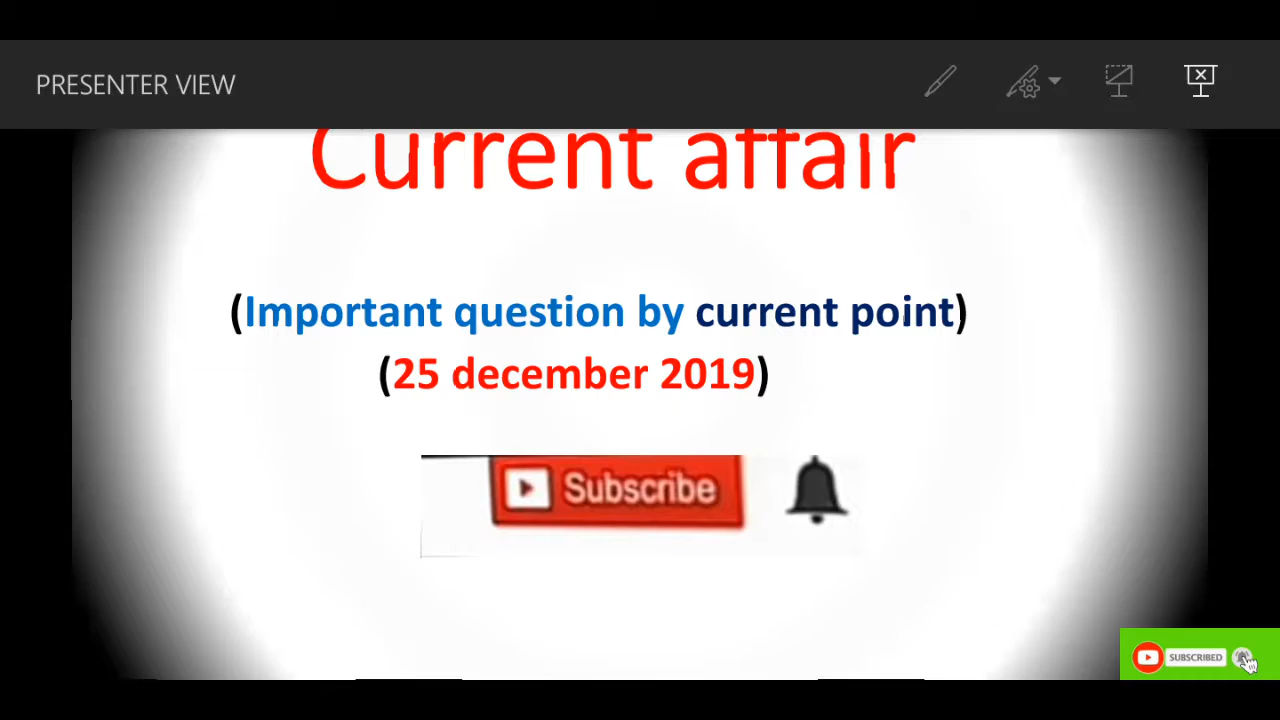 PRESENTER VIEW
Current affair
(Important question by current point)
(25 december 2019)
Subscribe
SUBSCRIBED